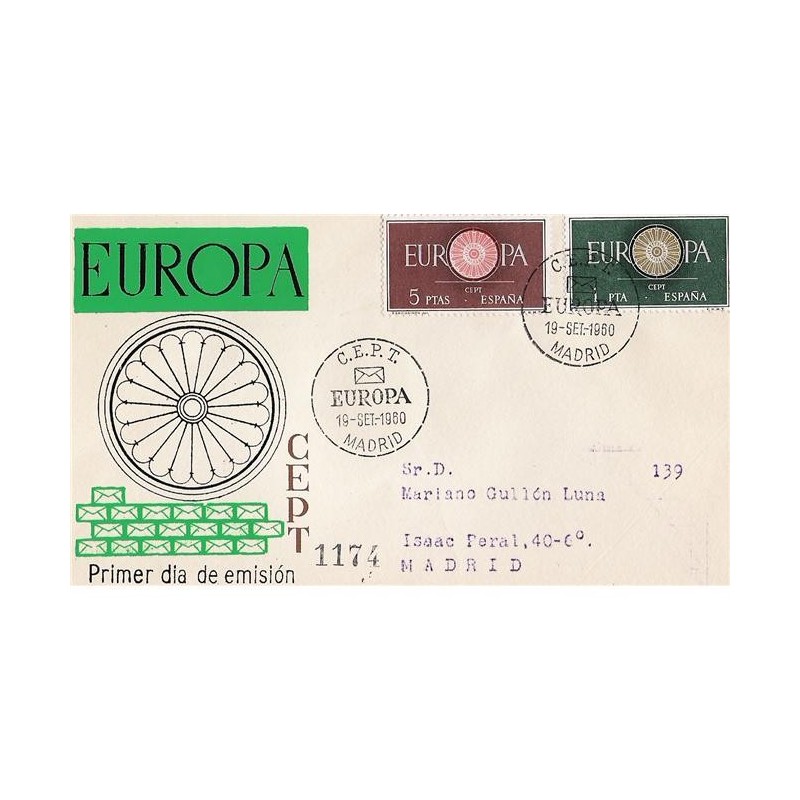 EUROPA
EUROPA
CEPT
5 PTAS · ESPAÑA
EUROPA
CEPT
1 PTA · ESPAÑA
C.E.P.T.
EUROPA
19-SET.-1960
MADRID
C.E.P.T.
EUROPA
19-SET.-1960
MADRID
CEPT
Sr.D. 139
Mariano Gullón Luna
Isaac Peral,40-6º.
MADRID
1174
Primer dia de emisión